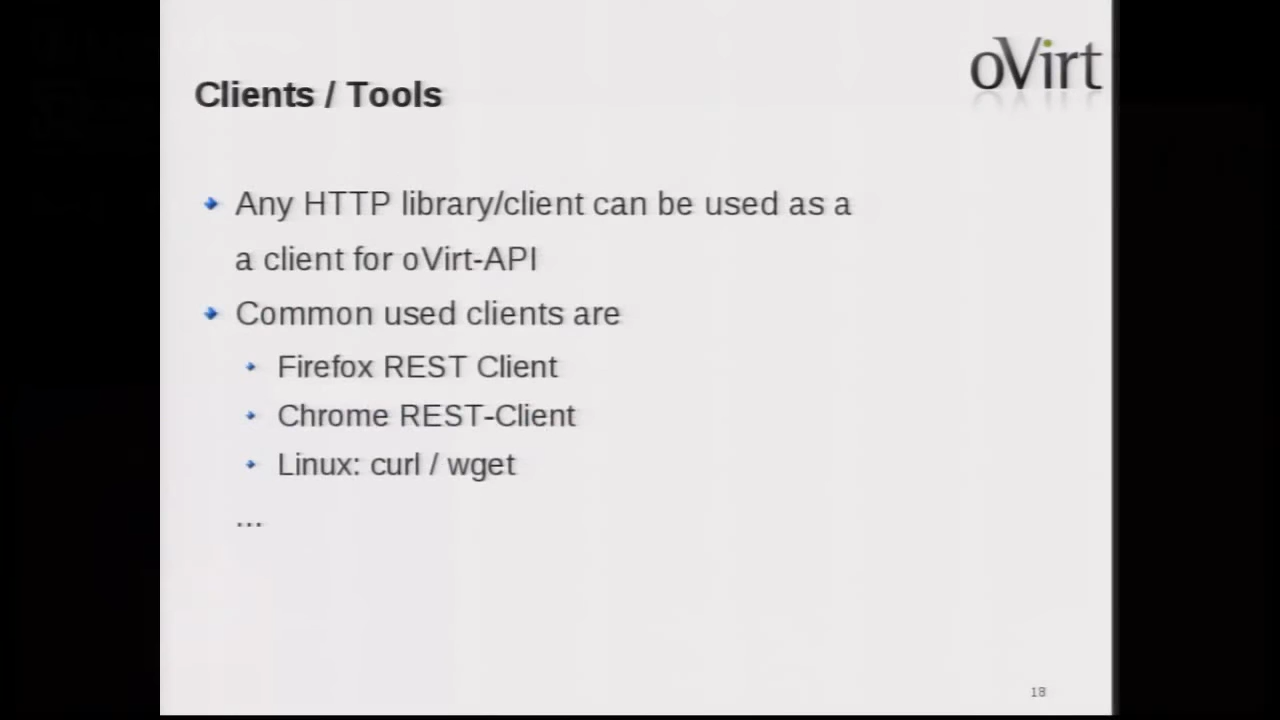 oVirt
Clients / Tools
Any HTTP library/client can be used as a
a client for oVirt-API
Common used clients are
Firefox REST Client
Chrome REST-Client
Linux: curl / wget
...
18